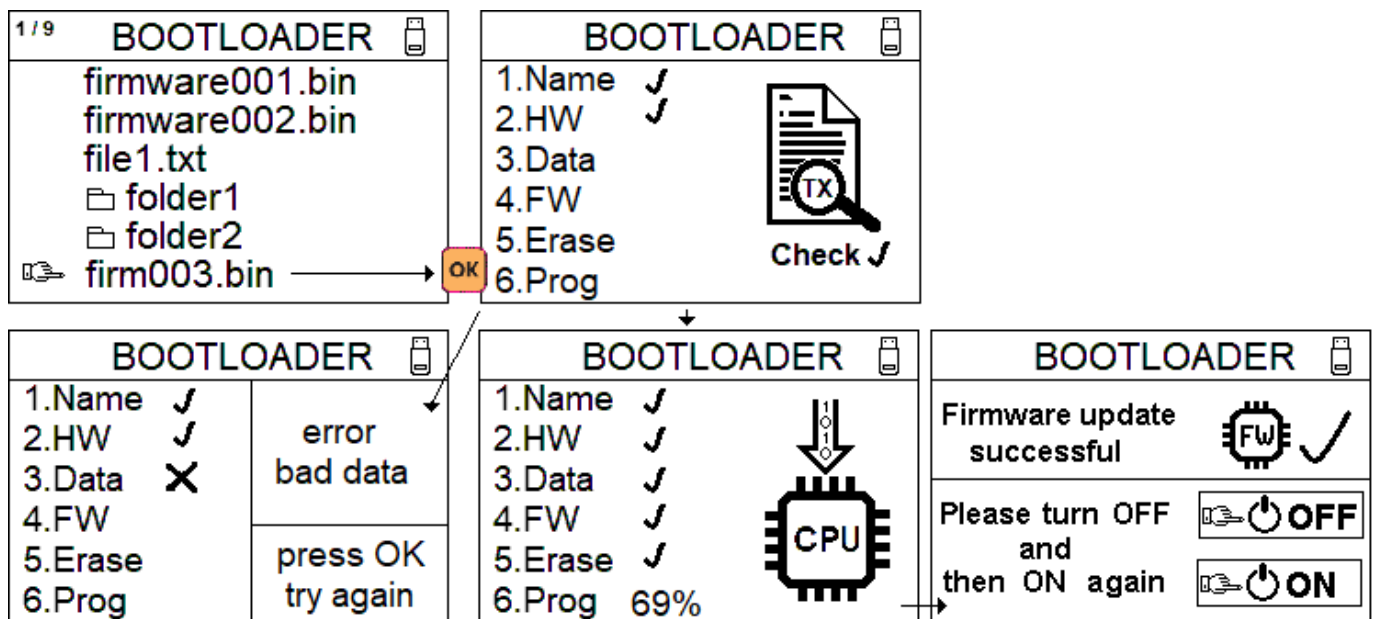 1/9 BOOTLOADER
firmware001.bin
firmware002.bin
file1.txt
folder1
folder2
firm003.bin
OK
BOOTLOADER
1.Name
2.HW
3.Data
4.FW
5.Erase
6.Prog
TX
Check
BOOTLOADER
1.Name
2.HW
3.Data
4.FW
5.Erase
6.Prog
error
bad data
press OK
try again
BOOTLOADER
1.Name
2.HW
3.Data
4.FW
5.Erase
6.Prog 69%
1
0
1
0
CPU
BOOTLOADER
Firmware update
successful
FW
Please turn OFF
and
then ON again
OFF
ON